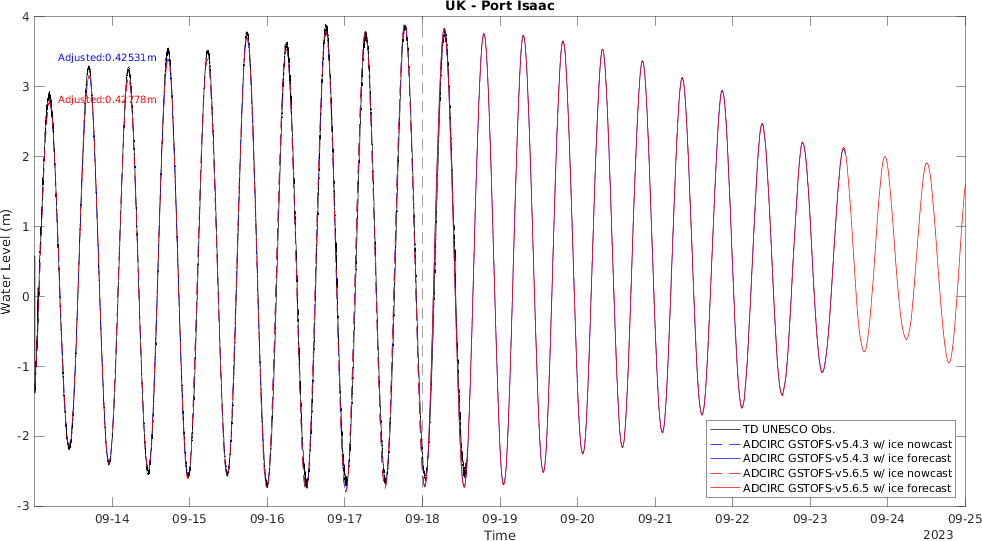 UK - Port Isaac
4
Adjusted:0.42531m
3
Adjusted:0.42778m
2
1
0
-1
-2
-3
Water Level (m)
TD UNESCO Obs.
ADCIRC GSTOFS-v5.4.3 w/ ice nowcast
ADCIRC GSTOFS-v5.4.3 w/ ice forecast
ADCIRC GSTOFS-v5.6.5 w/ ice nowcast
ADCIRC GSTOFS-v5.6.5 w/ ice forecast
09-14 09-15 09-16 09-17 09-18 09-19 09-20 09-21 09-22 09-23 09-24 09-25
Time
2023